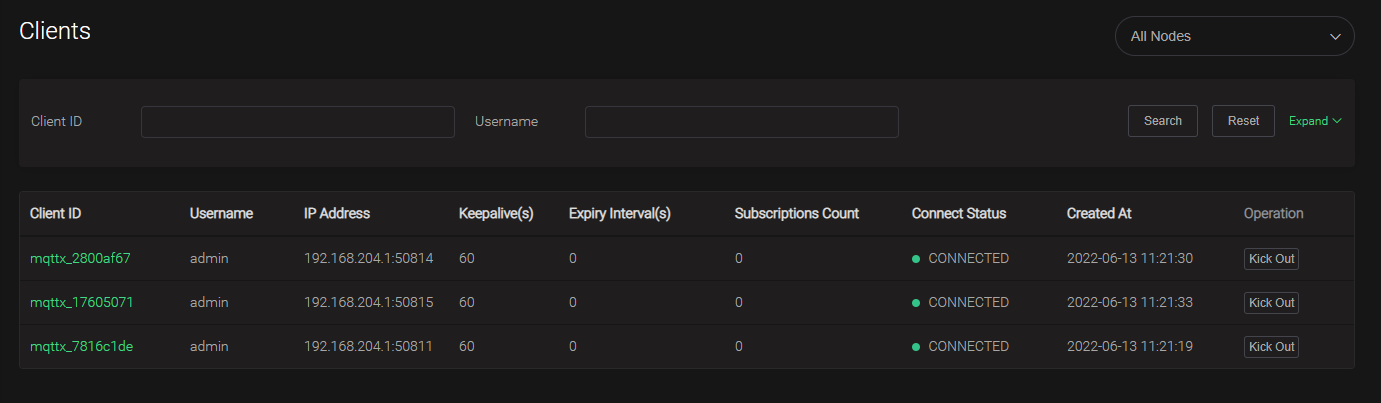 Clients
All Nodes
Client ID Username Search Reset Expand
Client ID Username IP Address Keepalive(s) Expiry Interval(s) Subscriptions Count Connect Status Created At Operation
mqttx_2800af67 admin 192.168.204.1:50814 60 0 0 CONNECTED 2022-06-13 11:21:30 Kick Out
mqttx_17605071 admin 192.168.204.1:50815 60 0 0 CONNECTED 2022-06-13 11:21:33 Kick Out
mqttx_7816c1de admin 192.168.204.1:50811 60 0 0 CONNECTED 2022-06-13 11:21:19 Kick Out